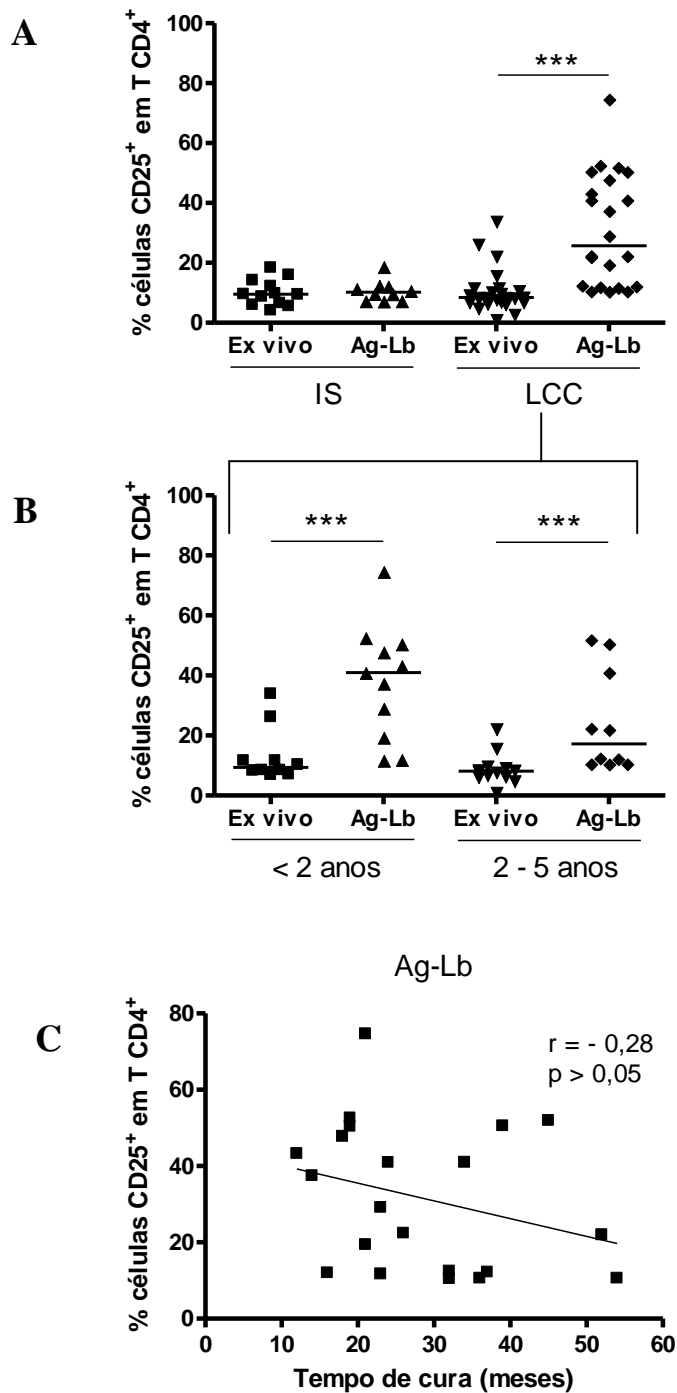 A
% células CD25⁺ em T CD4⁺
100
80
60
40
20
0
***
Ex vivo Ag-Lb Ex vivo Ag-Lb
IS LCC
B
% células CD25⁺ em T CD4⁺
100
80
60
40
20
0
*** ***
Ex vivo Ag-Lb Ex vivo Ag-Lb
< 2 anos 2 - 5 anos
C
Ag-Lb
% células CD25⁺ em T CD4⁺
80
60
40
20
0
r = - 0,28
p > 0,05
0 10 20 30 40 50 60
Tempo de cura (meses)